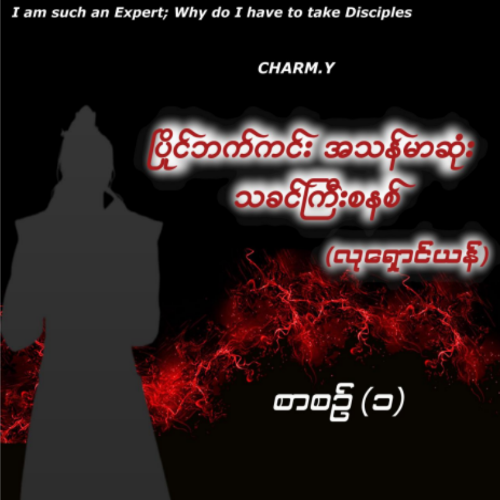 I am such an Expert; Why do I have to take Disciples
CHARM.Y
ပြိုင်ဘက်ကင်း အသန်မာဆုံး
သခင်ကြီးစနစ်
(လုရှောင်ယန်)
စာစဉ် (၁)